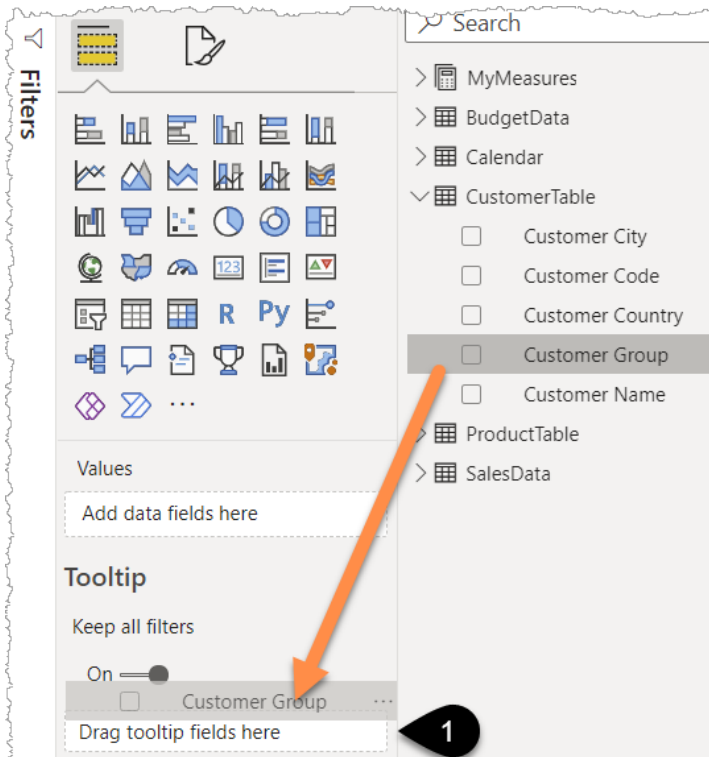 Filters
Search
MyMeasures
BudgetData
Calendar
CustomerTable
Customer City
Customer Code
Customer Country
Customer Group
Customer Name
ProductTable
SalesData
123
R
Py
...
Values
Add data fields here
Tooltip
Keep all filters
On
Customer Group ...
Drag tooltip fields here
1